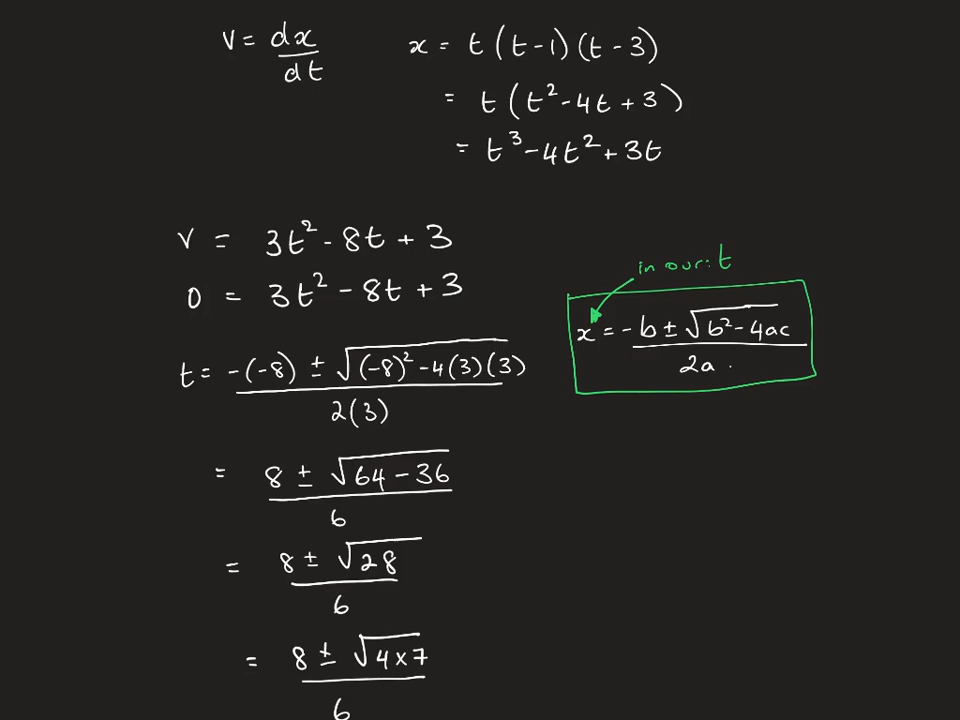 v = dx/dt
x = t(t-1)(t-3)
= t(t²-4t+3)
= t³-4t²+3t
v = 3t²-8t+3
0 = 3t²-8t+3
in our: t
x = -b±√(b²-4ac)/2a
t = -(-8) ± √((-8)²-4(3)(3))/2(3)
= 8 ± √(64-36)/6
= 8 ± √28/6
= 8 ± √(4×7)/6